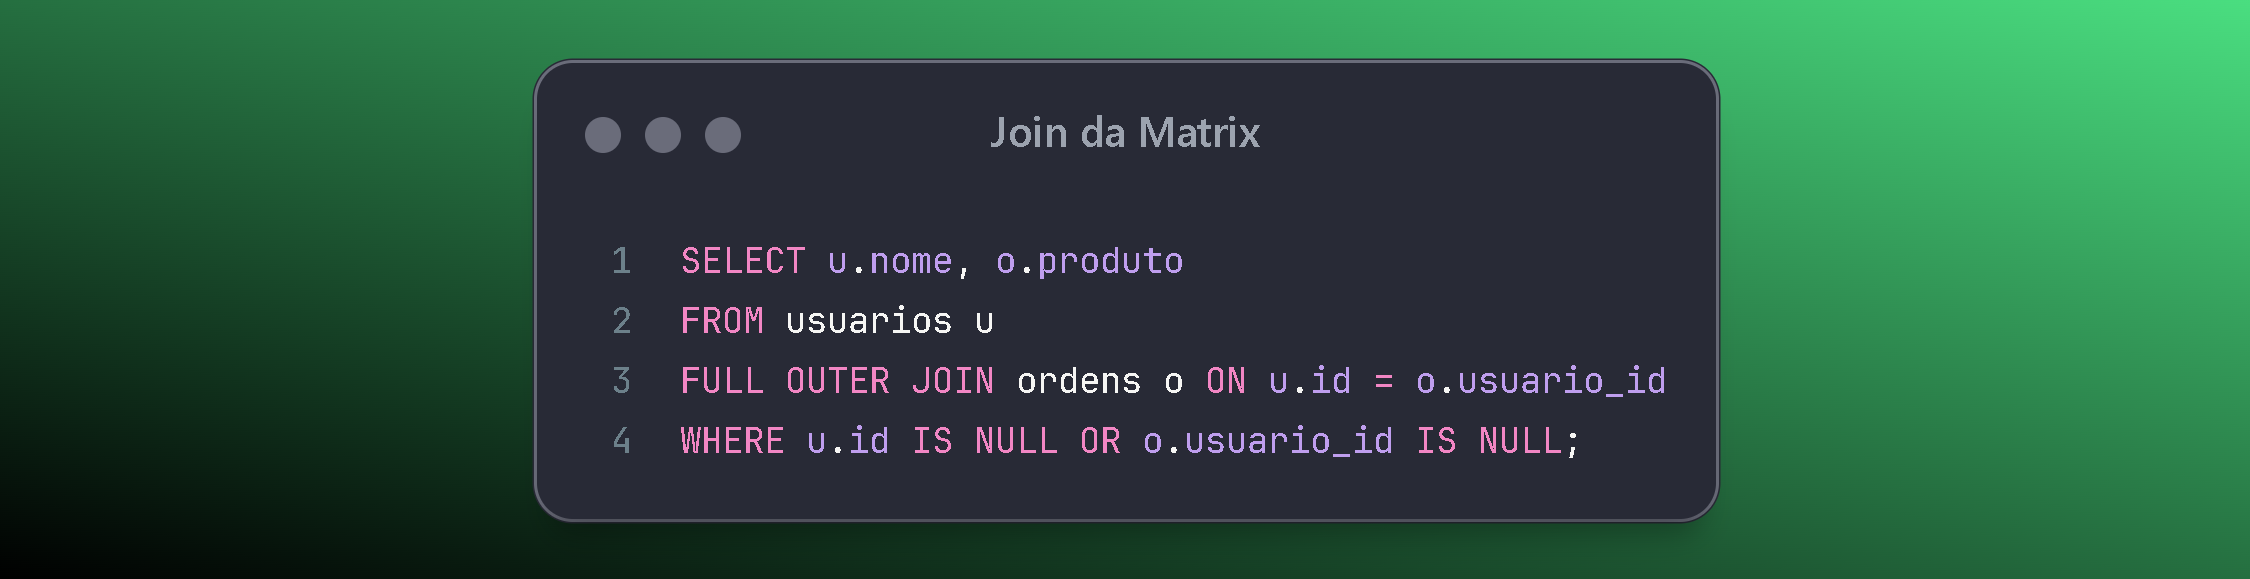 Join da Matrix
1 SELECT u.nome, o.produto
2 FROM usuarios u
3 FULL OUTER JOIN ordens o ON u.id = o.usuario_id
4 WHERE u.id IS NULL OR o.usuario_id IS NULL;